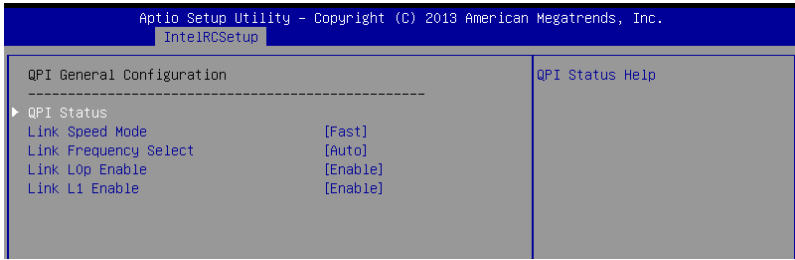 Aptio Setup Utility – Copyright (C) 2013 American Megatrends, Inc.
IntelRCSetup
QPI General Configuration
QPI Status Help
--------------------------------------------------
QPI Status
Link Speed Mode [Fast]
Link Frequency Select [Auto]
Link L0p Enable [Enable]
Link L1 Enable [Enable]